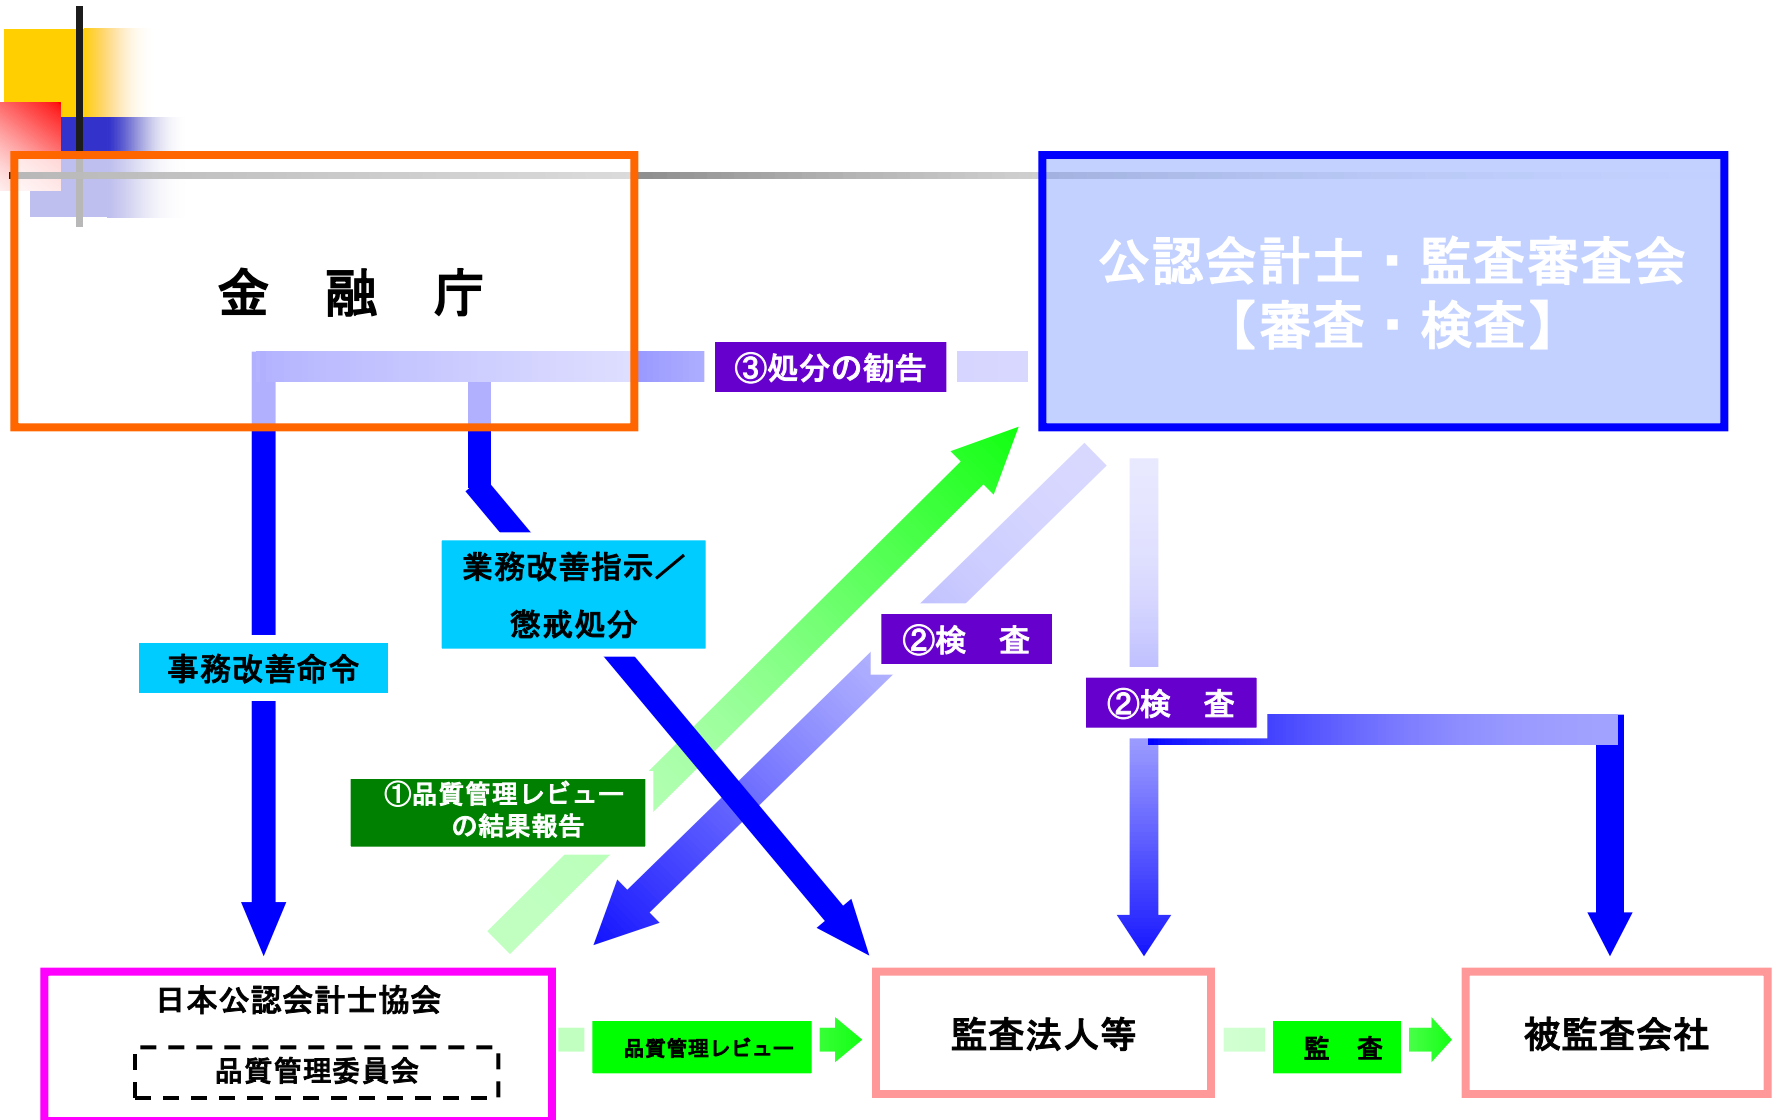 金　融　庁
公認会計士・監査審査会
【審査・検査】
③処分の勧告
業務改善指示／
懲戒処分
②検　査
事務改善命令
②検　査
①品質管理レビュー
の結果報告
日本公認会計士協会
品質管理委員会
品質管理レビュー
監査法人等
監　査
被監査会社